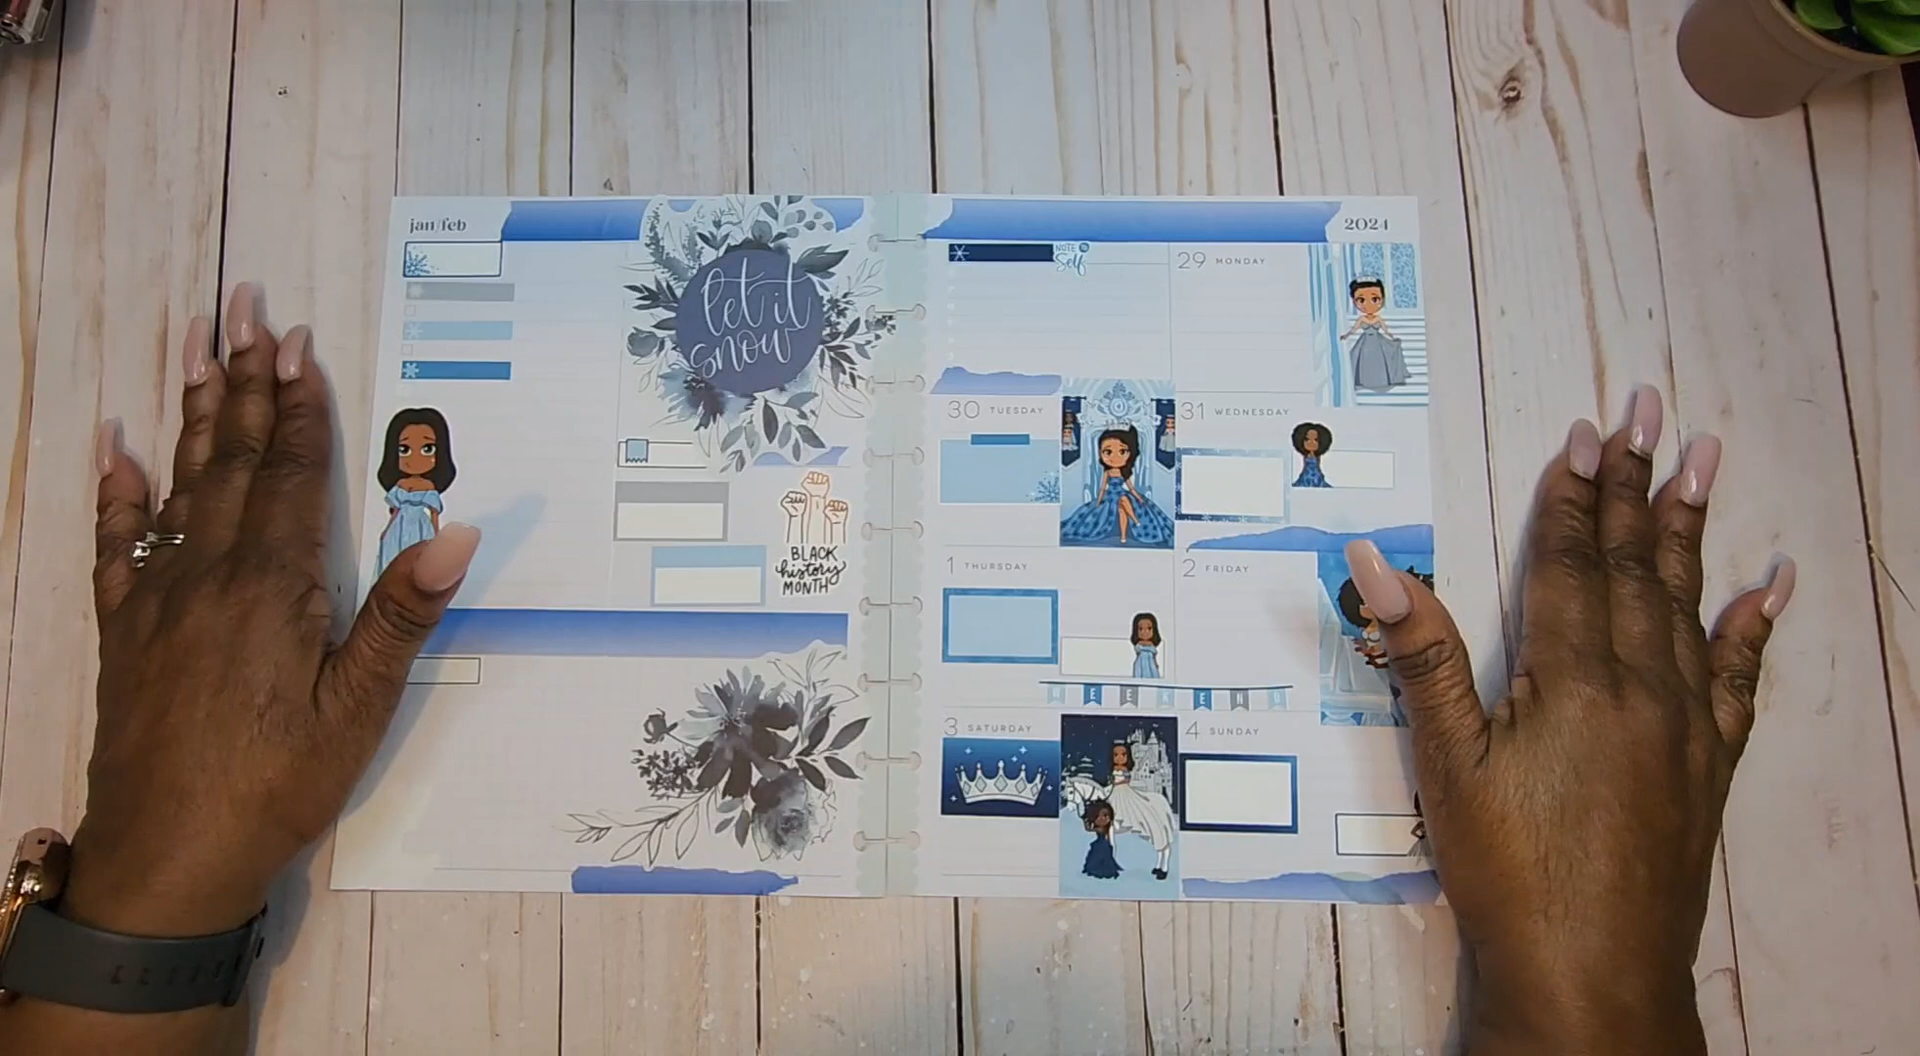 jan/feb
2024
let it
snow
NOTE TO
Self
29 MONDAY
30 TUESDAY
31 WEDNESDAY
BLACK
history
MONTH
1 THURSDAY
2 FRIDAY
WEEKEND
3 SATURDAY
4 SUNDAY